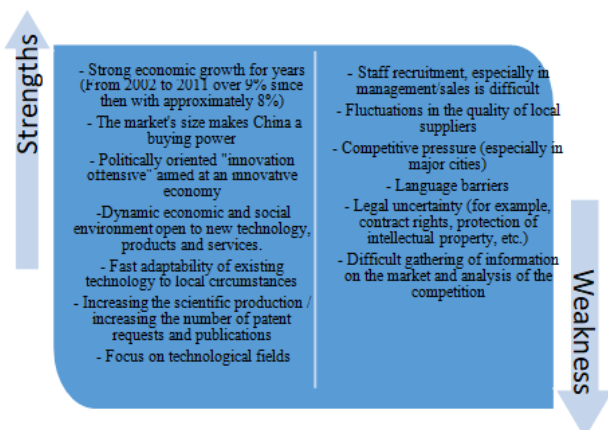 Strengths
- Strong economic growth for years
(From 2002 to 2011 over 9% since
then with approximately 8%)
- The market's size makes China a
buying power
- Politically oriented "innovation
offensive" aimed at an innovative
economy
-Dynamic economic and social
environment open to new technology,
products and services.
- Fast adaptability of existing
technology to local circumstances
- Increasing the scientific production /
increasing the number of patent
requests and publications
- Focus on technological fields
- Staff recruitment, especially in
management/sales is difficult
- Fluctuations in the quality of local
suppliers
- Competitive pressure (especially in
major cities)
- Language barriers
- Legal uncertainty (for example,
contract rights, protection of
intellectual property, etc.)
- Difficult gathering of information
on the market and analysis of the
competition
Weakness